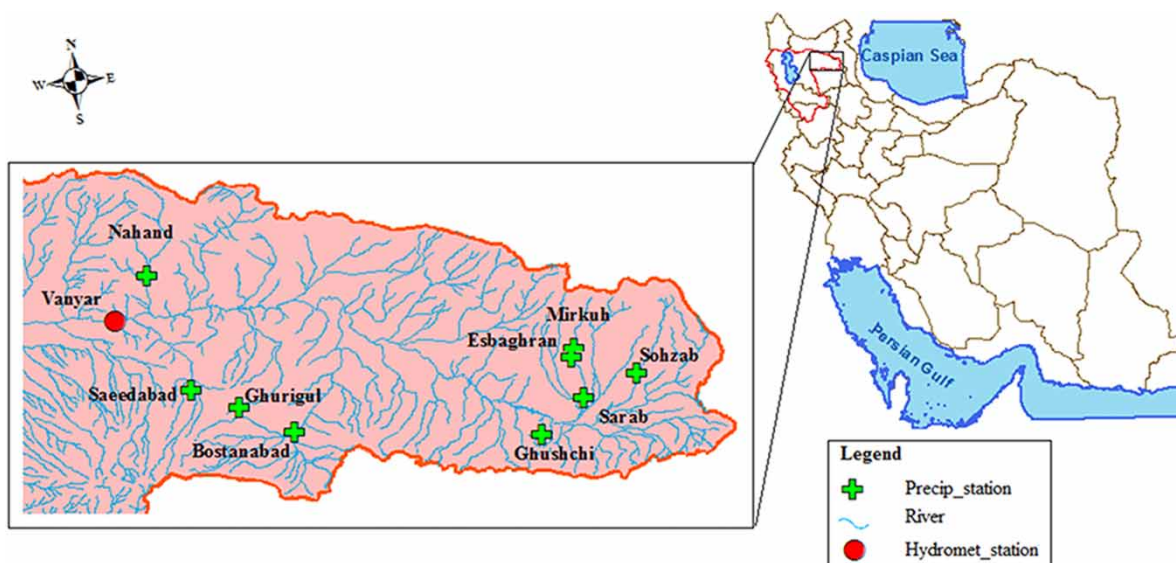 N
W E
S
Caspian Sea
Persian Gulf
Nahand
Vanyar
Mirkuh
Esbaghran
Sohzab
Saeedabad
Ghurigul
Sarab
Bostanabad
Ghushchi
Legend
Precip_station
River
Hydromet_station